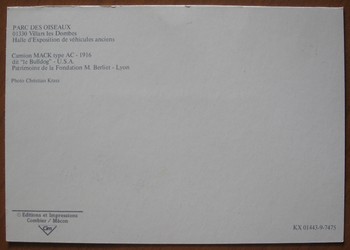 PARC DES OISEAUX
01330 Villars les Dombes
Halle d'Exposition de véhicules anciens
Camion MACK type AC - 1916
dit "le Bulldog" - U.S.A.
Patrimoine de la Fondation M. Berliet - Lyon
Photo Christian
© Editions et Impressions
Combier / Mâcon
KX 01443-9-7471